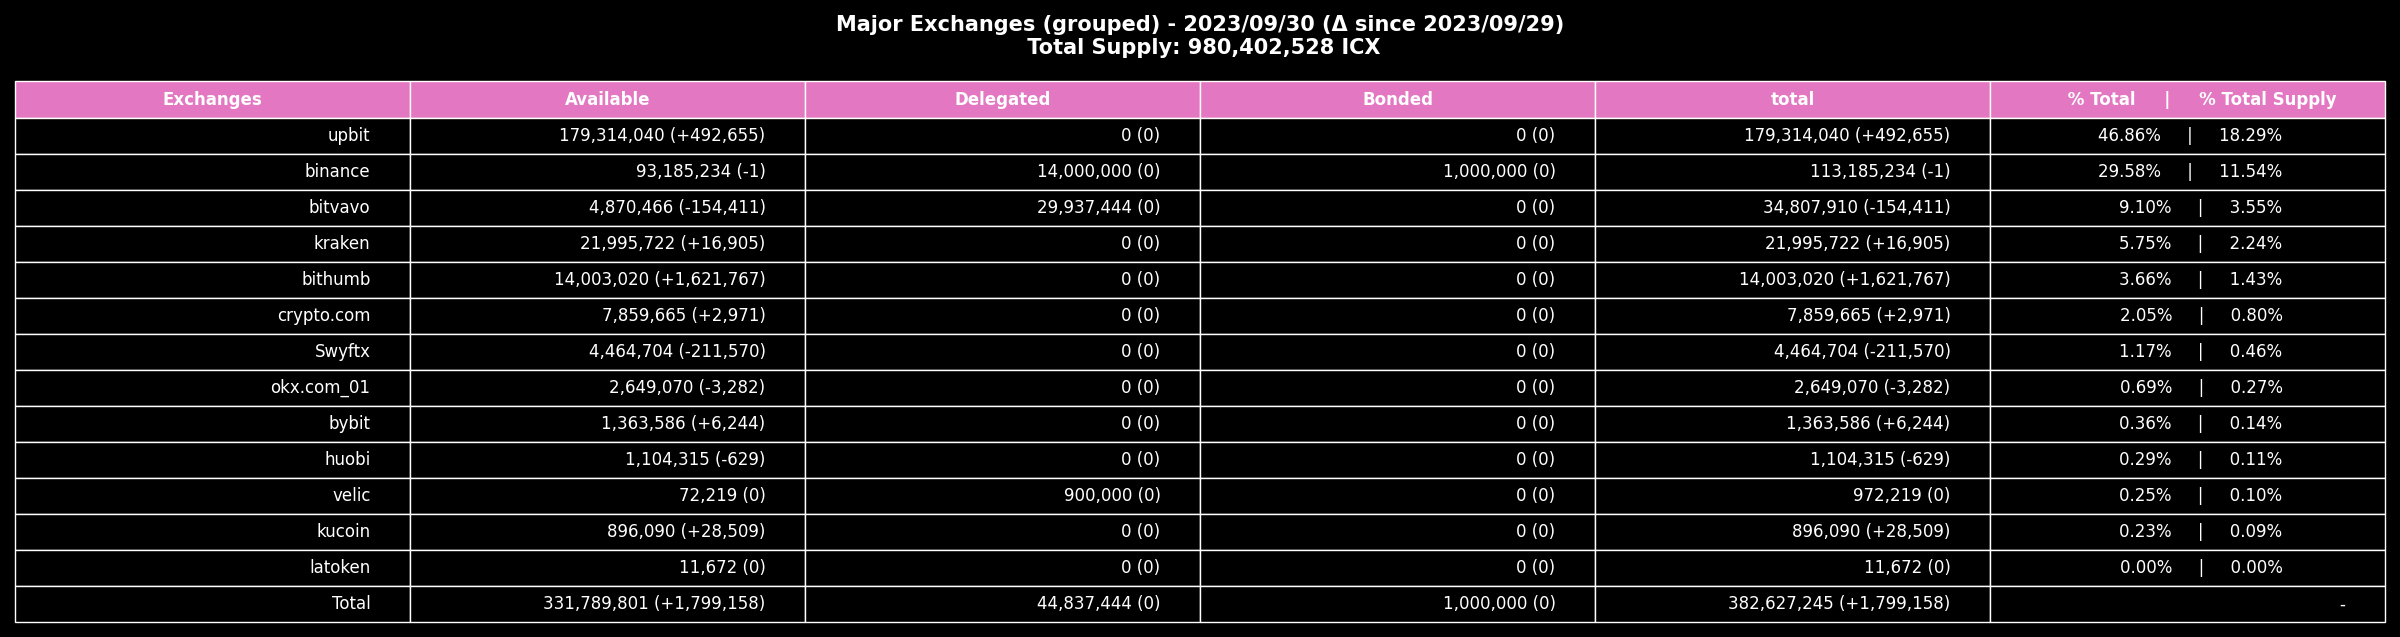 Major Exchanges (grouped) - 2023/09/30 (Δ since 2023/09/29)
Total Supply: 980,402,528 ICX
Exchanges Available Delegated Bonded total % Total | % Total Supply
upbit 179,314,040 (+492,655) 0 (0) 0 (0) 179,314,040 (+492,655) 46.86% | 18.29%
binance 93,185,234 (-1) 14,000,000 (0) 1,000,000 (0) 113,185,234 (-1) 29.58% | 11.54%
bitvavo 4,870,466 (-154,411) 29,937,444 (0) 0 (0) 34,807,910 (-154,411) 9.10% | 3.55%
kraken 21,995,722 (+16,905) 0 (0) 0 (0) 21,995,722 (+16,905) 5.75% | 2.24%
bithumb 14,003,020 (+1,621,767) 0 (0) 0 (0) 14,003,020 (+1,621,767) 3.66% | 1.43%
crypto.com 7,859,665 (+2,971) 0 (0) 0 (0) 7,859,665 (+2,971) 2.05% | 0.80%
Swyftx 4,464,704 (-211,570) 0 (0) 0 (0) 4,464,704 (-211,570) 1.17% | 0.46%
okx.com_01 2,649,070 (-3,282) 0 (0) 0 (0) 2,649,070 (-3,282) 0.69% | 0.27%
bybit 1,363,586 (+6,244) 0 (0) 0 (0) 1,363,586 (+6,244) 0.36% | 0.14%
huobi 1,104,315 (-629) 0 (0) 0 (0) 1,104,315 (-629) 0.29% | 0.11%
velic 72,219 (0) 900,000 (0) 0 (0) 972,219 (0) 0.25% | 0.10%
kucoin 896,090 (+28,509) 0 (0) 0 (0) 896,090 (+28,509) 0.23% | 0.09%
latoken 11,672 (0) 0 (0) 0 (0) 11,672 (0) 0.00% | 0.00%
Total 331,789,801 (+1,799,158) 44,837,444 (0) 1,000,000 (0) 382,627,245 (+1,799,158) -